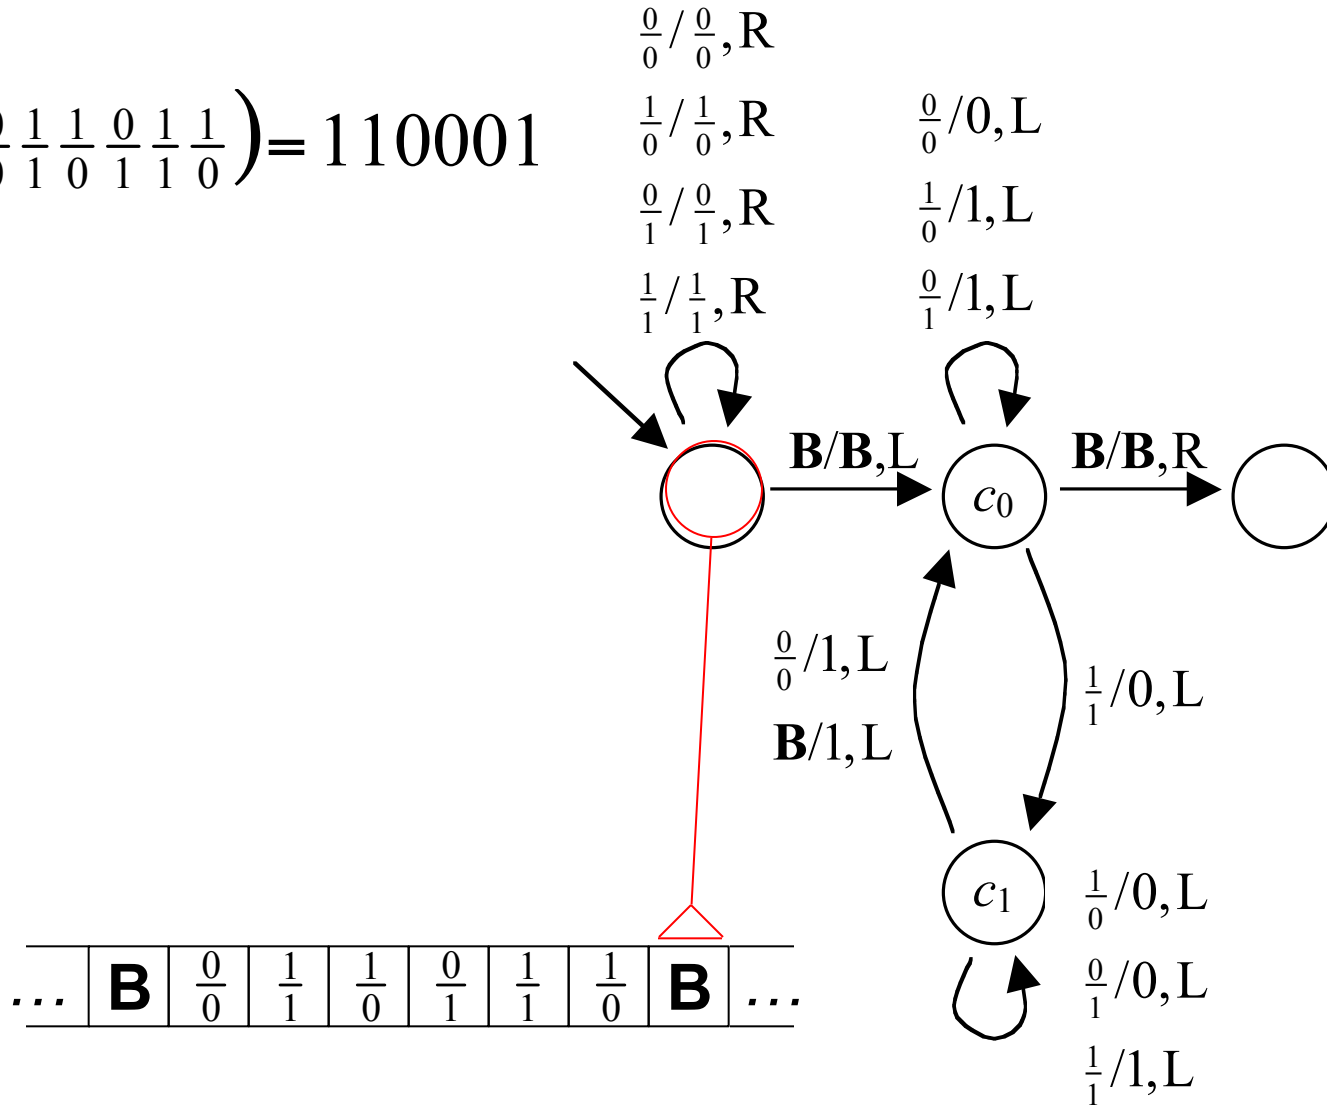 0/0 1/1 1/0 0/1 1/1 1/0 ) = 110001
0/0 / 0/0, R
1/0 / 1/0, R
0/1 / 0/1, R
1/1 / 1/1, R
0/0 /0, L
1/0 /1, L
0/1 /1, L
B/B, L
c0
B/B, R
0/0 /1, L
B/1, L
1/1 /0, L
c1
1/0 /0, L
0/1 /0, L
1/1 /1, L
... B 0/0 1/1 1/0 0/1 1/1 1/0 B ...